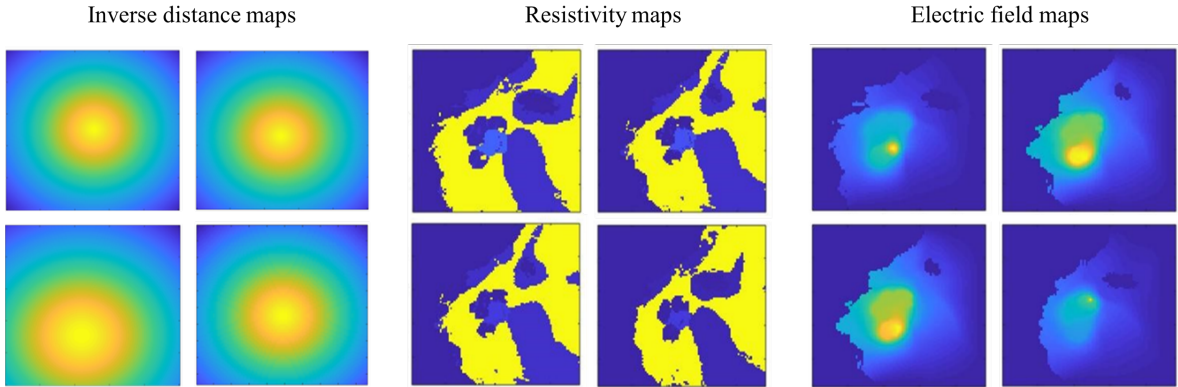 Inverse distance maps
Resistivity maps
Electric field maps